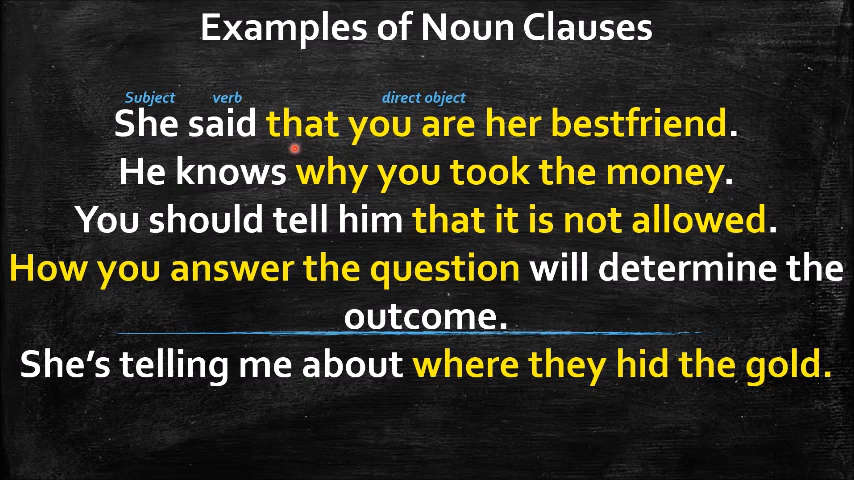 Examples of Noun Clauses
Subject verb direct object
She said that you are her bestfriend.
He knows why you took the money.
You should tell him that it is not allowed.
How you answer the question will determine the
outcome.
She’s telling me about where they hid the gold.